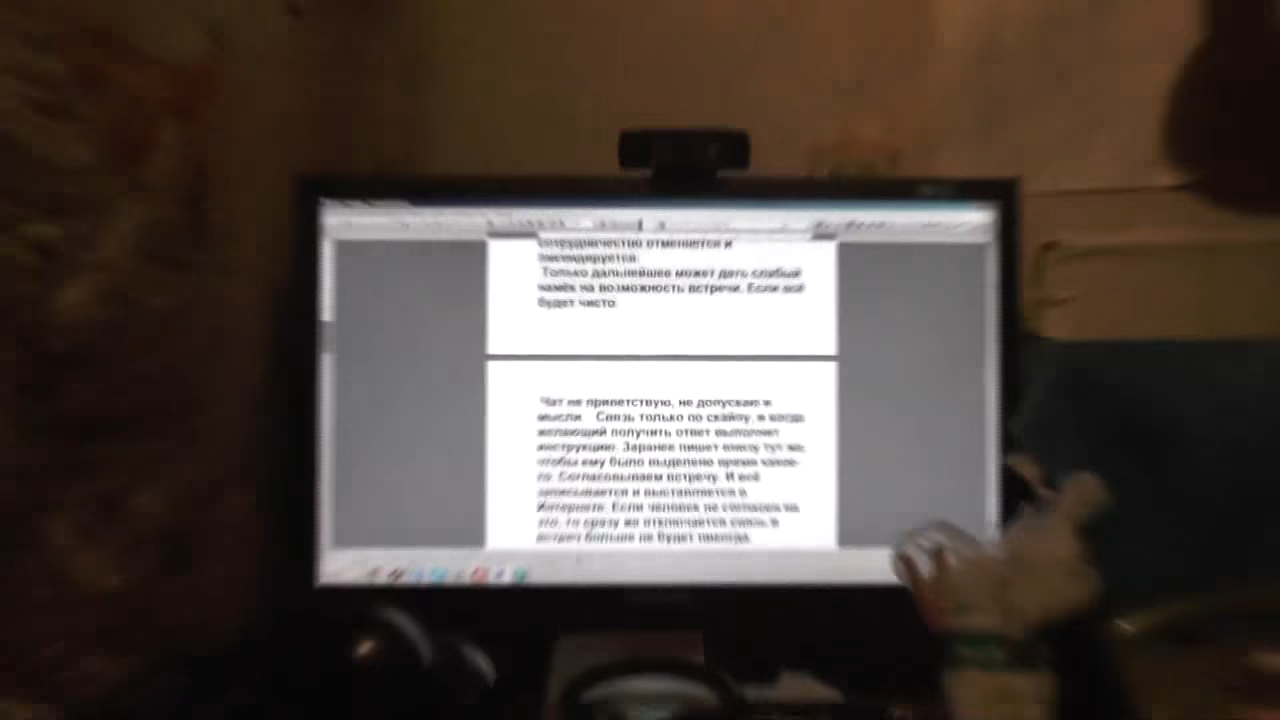 сотрудничество отменяется и
Только дальнейшее может дать слабый
намёк на возможность встречи. Если всё
будет чисто.
Чат не приветствую, не допускаю и
мысли. Связь только по скайпу, и когда
желающий получить ответ выполнит
инструкцию. Заранее пишет внизу тут же,
чтобы ему было выделено время какое-
то. Согласовываем встречу. И всё
записывается и выставляется в
Интернете. Если человек не согласен на
это, то сразу же отключается связь и
встреч больше не будет никогда.